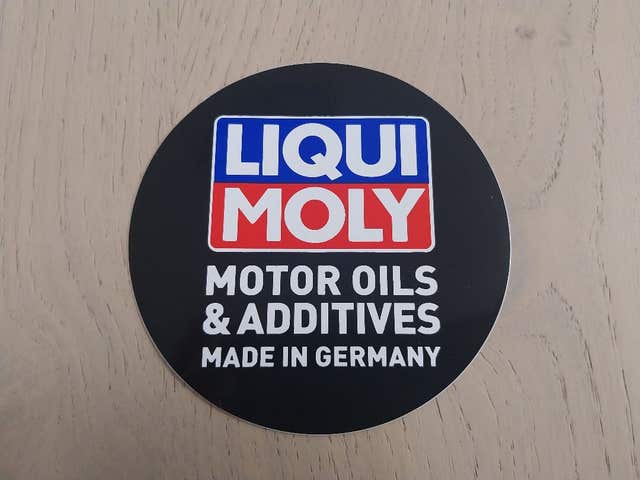 LIQUI
MOLY
MOTOR OILS
& ADDITIVES
MADE IN GERMANY